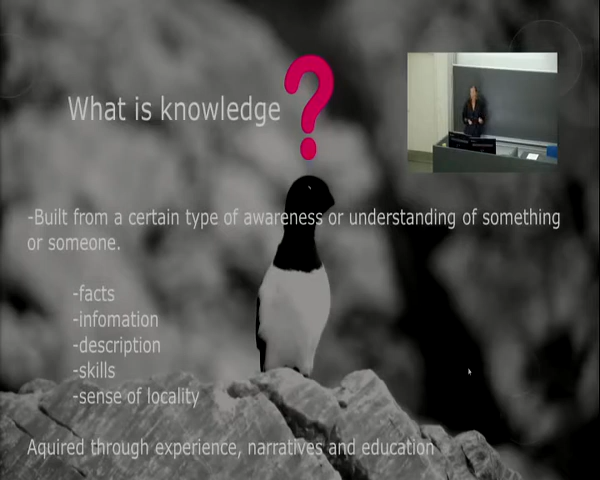 What is knowledge?
-Built from a certain type of awareness or understanding of something
or someone.
-facts
-infomation
-description
-skills
-sense of locality
Aquired through experience, narratives and education